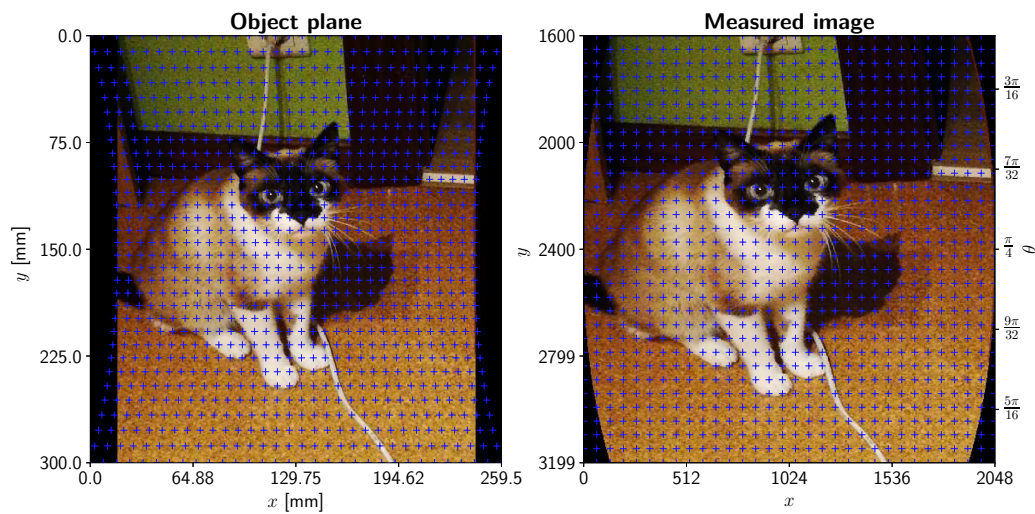 Object plane
Measured image
0.0
75.0
150.0
225.0
300.0
y [mm]
0.0 64.88 129.75 194.62 259.5
x [mm]
1600
2000
2400
2799
3199
y
0 512 1024 1536 2048
x
3π/16
7π/32
π/4
9π/32
5π/16
θ